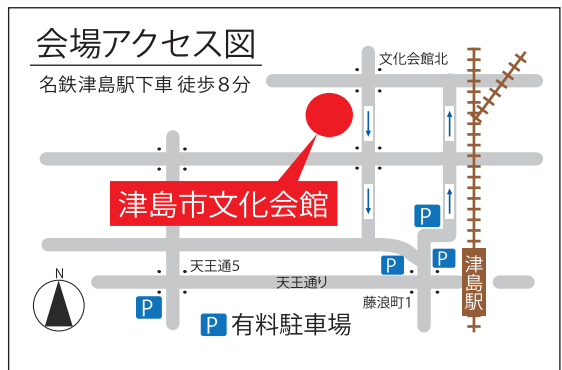 会場アクセス図
名鉄津島駅下車 徒歩8分
文化会館北
津島市文化会館
P
P
P
天王通5
天王通り
津島駅
藤浪町1
N
P
P 有料駐車場